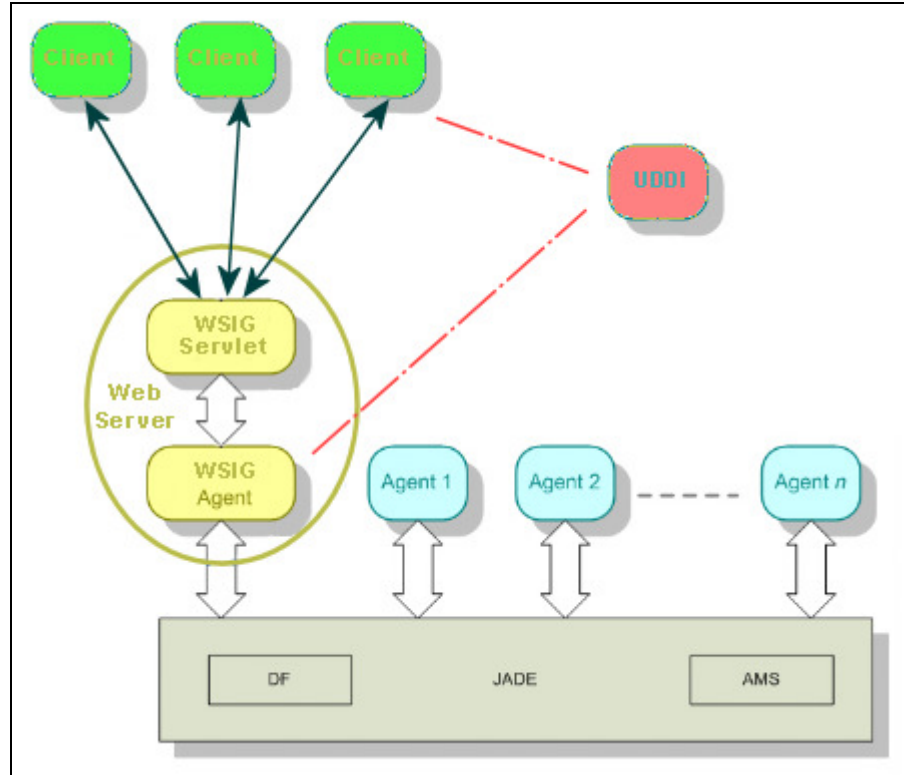 Client
Client
Client
UDDI
WSIG
Servlet
Web
Server
WSIG
Agent
Agent 1
Agent 2
Agent n
DF
JADE
AMS